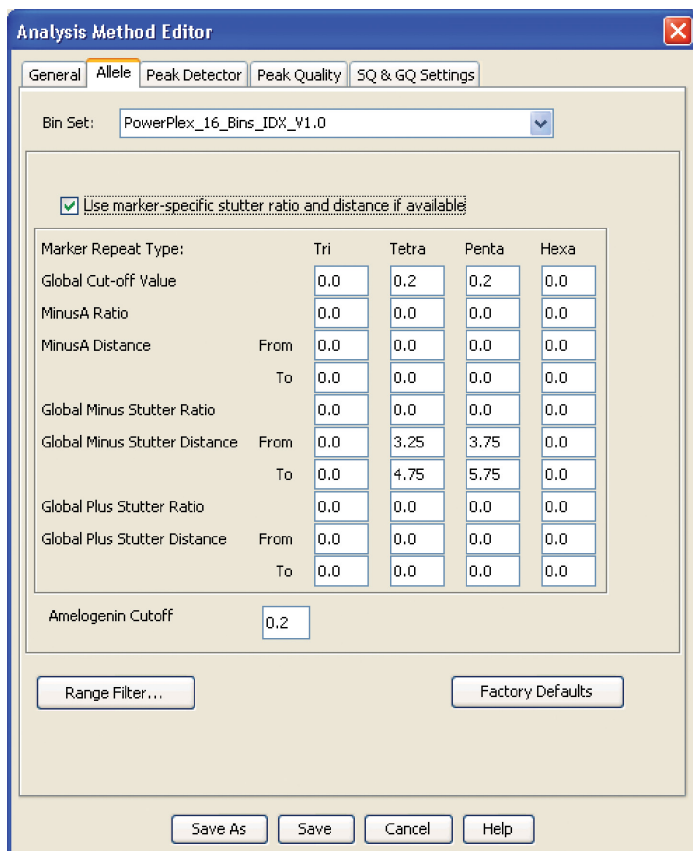 Analysis Method Editor
General Allele Peak Detector Peak Quality SQ & GQ Settings
Bin Set: PowerPlex_16_Bins_IDX_V1.0
Use marker-specific stutter ratio and distance if available
Marker Repeat Type: Tri Tetra Penta Hexa
Global Cut-off Value 0.0 0.2 0.2 0.0
MinusA Ratio 0.0 0.0 0.0 0.0
MinusA Distance From 0.0 0.0 0.0 0.0
To 0.0 0.0 0.0 0.0
Global Minus Stutter Ratio 0.0 0.0 0.0 0.0
Global Minus Stutter Distance From 0.0 3.25 3.75 0.0
To 0.0 4.75 5.75 0.0
Global Plus Stutter Ratio 0.0 0.0 0.0 0.0
Global Plus Stutter Distance From 0.0 0.0 0.0 0.0
To 0.0 0.0 0.0 0.0
Amelogenin Cutoff 0.2
Range Filter... Factory Defaults
Save As Save Cancel Help